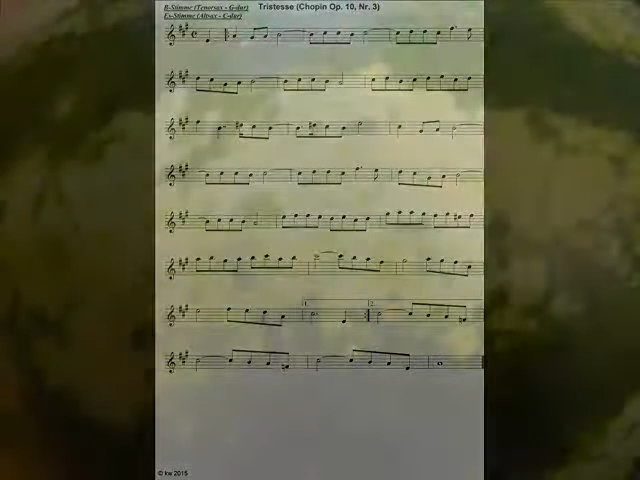 B-Stimme (Tenorsax - G-dur)
Tristesse (Chopin Op. 10, Nr. 3)
Es-Stimme (Altsax - C-dur)
1.
2.
© kw 2015